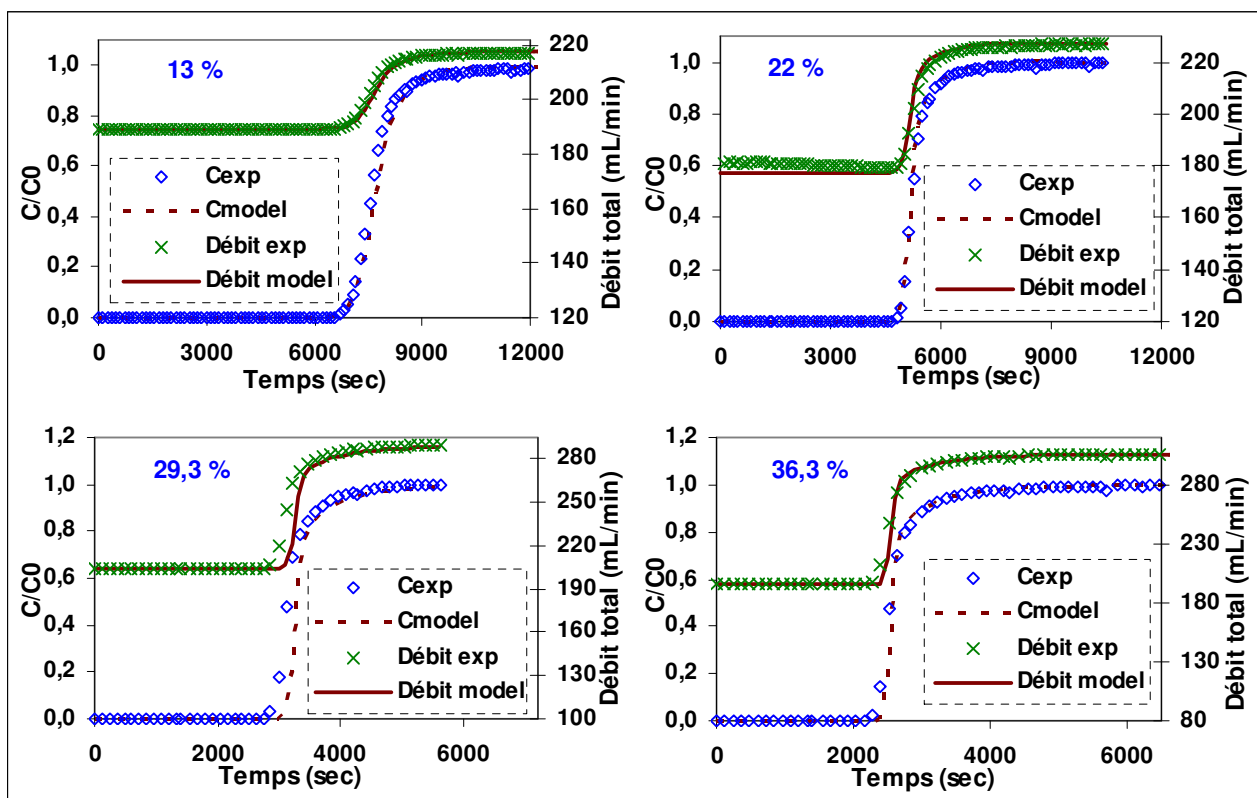 13 %
1,0
0,8
0,6
0,4
0,2
0,0
C/C0
220
200
180
160
140
120
Débit total (mL/min)
Cexp
Cmodel
Débit exp
Débit model
0 3000 6000 9000 12000
Temps (sec)
22 %
1,0
0,8
0,6
0,4
0,2
0,0
C/C0
220
200
180
160
140
120
Débit total (mL/min)
Cexp
Cmodel
Débit exp
Débit model
0 3000 6000 9000 12000
Temps (sec)
29,3 %
1,2
1,0
0,8
0,6
0,4
0,2
0,0
C/C0
280
250
220
190
160
130
100
Débit total (mL/min)
Cexp
Cmodel
Débit exp
Débit model
0 2000 4000 6000
Temps (sec)
36,3 %
1,2
1,0
0,8
0,6
0,4
0,2
0,0
C/C0
280
230
180
130
80
Débit total (mL/min)
Cexp
Cmodel
Débit exp
Débit model
0 2000 4000 6000
Temps (sec)